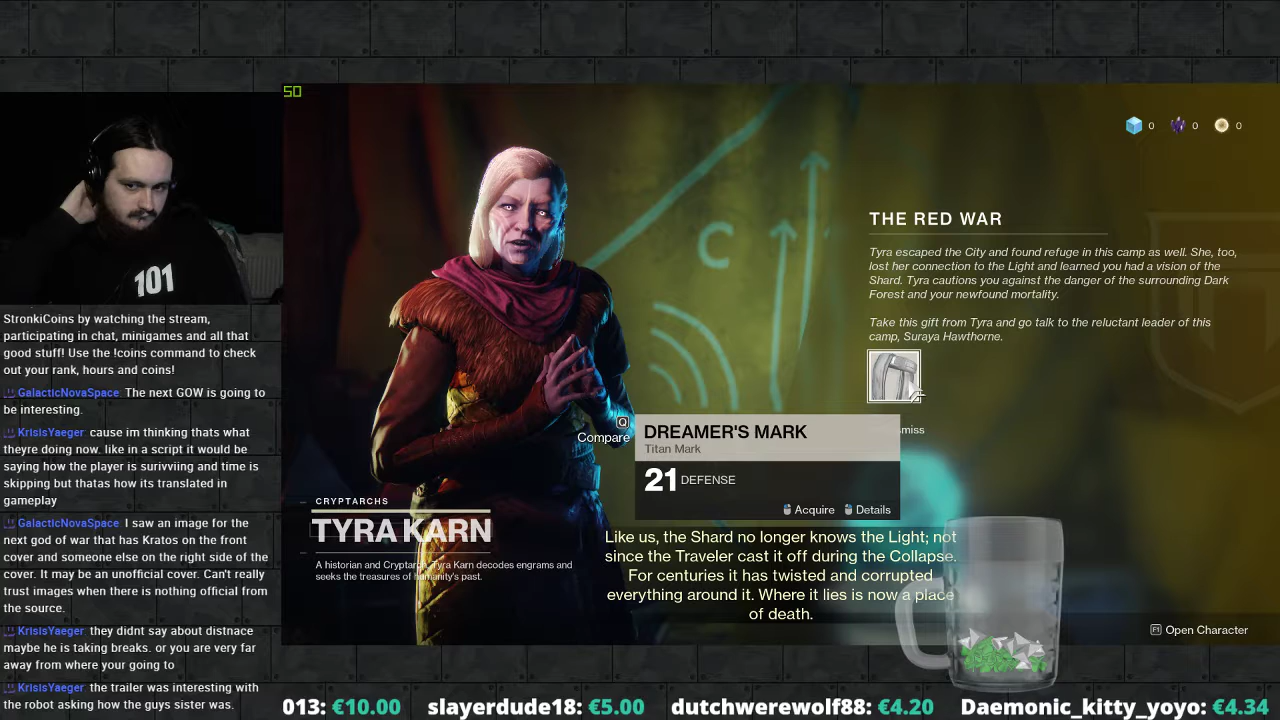 50
0 0 0
THE RED WAR
Tyra escaped the City and found refuge in this camp as well. She, too,
lost her connection to the Light and learned you had a vision of the
Shard. Tyra cautions you against the danger of the surrounding Dark
Forest and your newfound mortality.
Take this gift from Tyra and go talk to the reluctant leader of this
camp, Suraya Hawthorne.
101
StronkiCoins by watching the stream,
participating in chat, minigames and all that
good stuff! Use the !coins command to check
out your rank, hours and coins!
GalacticNovaSpace The next GOW is going to
be interesting.
KrisisYaeger cause im thinking thats what
theyre doing now. like in a script it would be
saying how the player is surivviing and time is
skipping but thatas how its translated in
gameplay
GalacticNovaSpace I saw an image for the
next god of war that has Kratos on the front
cover and someone else on the right side of the
cover. It may be an unofficial cover. Can't really
trust images when there is nothing official from
the source.
KrisisYaeger they didnt say about distnace
maybe he is taking breaks. or you are very far
away from where your going to
KrisisYaeger the trailer was interesting with
the robot asking how the guys sister was.
Q
Compare
DREAMER'S MARK
Titan Mark
21 DEFENSE
Acquire Details
CRYPTARCHS
TYRA KARN
A historian and Cryptarch, Tyra Karn decodes engrams and
seeks the treasures of humanity's past.
Like us, the Shard no longer knows the Light; not
since the Traveler cast it off during the Collapse.
For centuries it has twisted and corrupted
everything around it. Where it lies is now a place
of death.
F1 Open Character
013: €10.00 slayerdude18: €5.00 dutchwerewolf88: €4.20 Daemonic_kitty_yoyo: €4.34